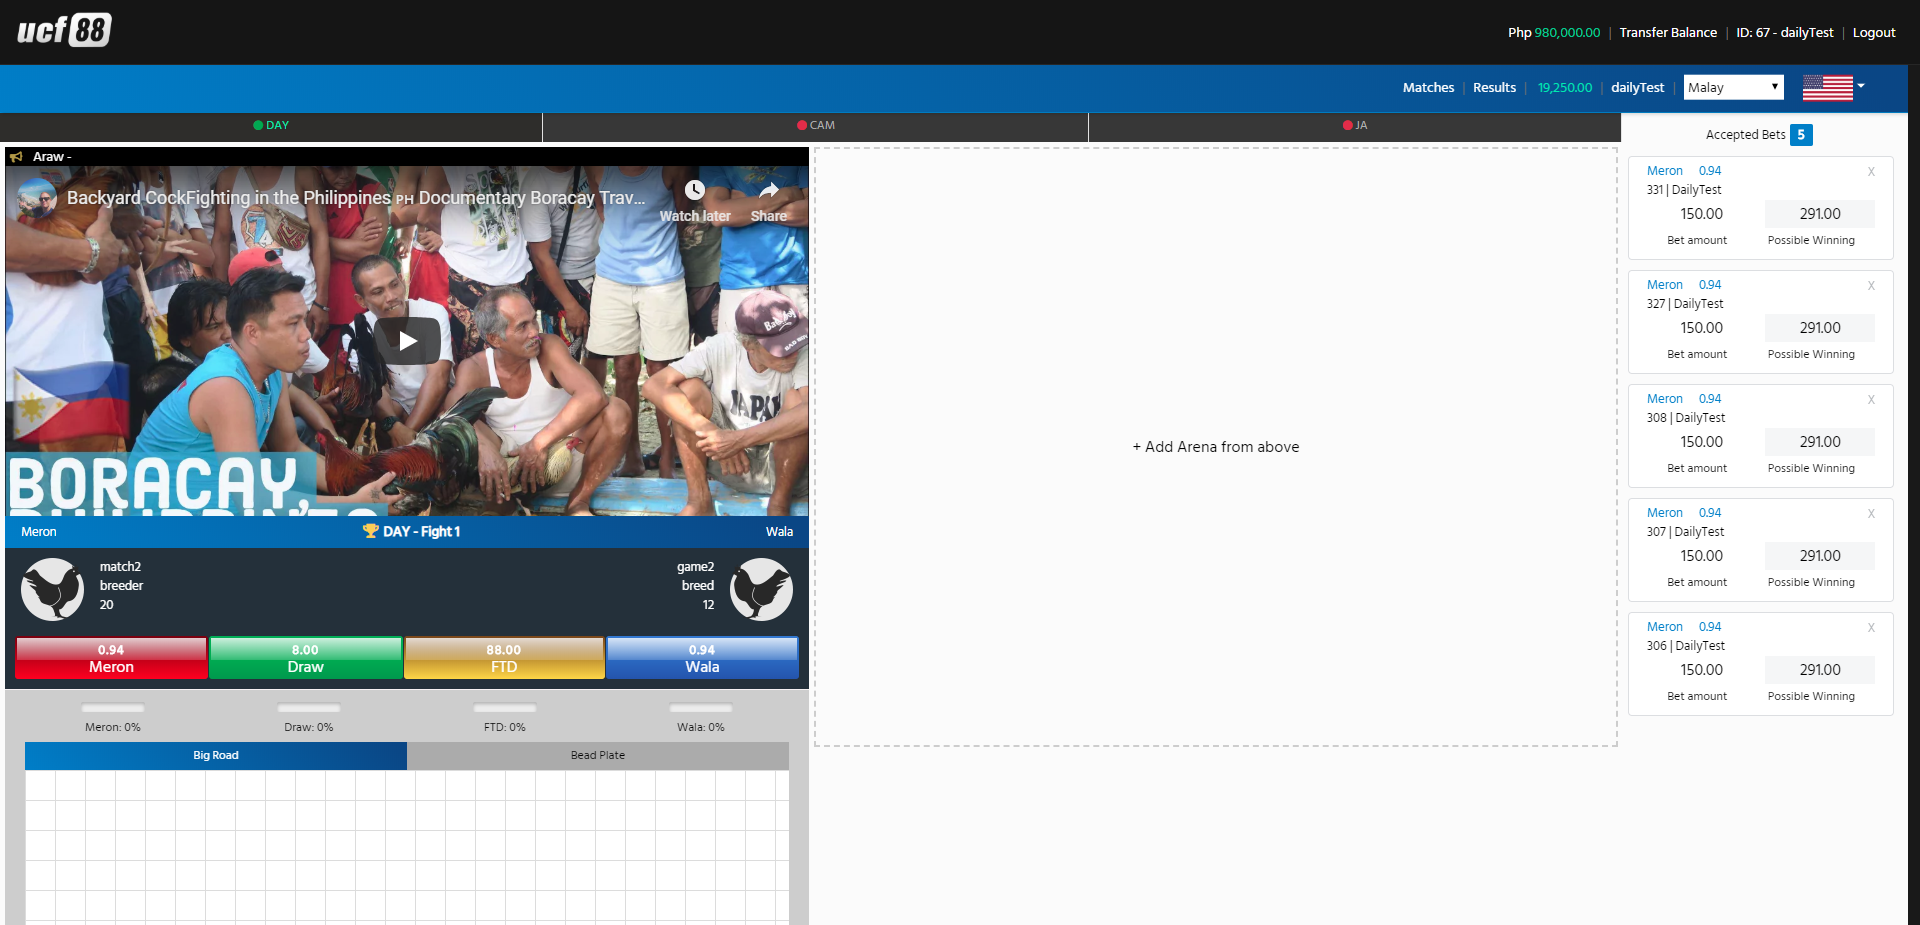 ucf 88
Php 980,000.00 | Transfer Balance | ID: 67 - dailyTest | Logout
Matches | Results | 19,250.00 | dailyTest | Malay
DAY
CAM
JA
Araw -
Backyard CockFighting in the Philippines PH Documentary Boracay Trav...
Watch later
Share
JAPAN
BORACAY,
Meron
DAY - Fight 1
Wala
match2
breeder
20
game2
breed
12
0.94
Meron
8.00
Draw
88.00
FTD
0.94
Wala
Meron: 0%
Draw: 0%
FTD: 0%
Wala: 0%
Big Road
Bead Plate
+ Add Arena from above
Accepted Bets 5
Meron 0.94 X
331 | DailyTest
150.00 291.00
Bet amount Possible Winning
Meron 0.94 X
327 | DailyTest
150.00 291.00
Bet amount Possible Winning
Meron 0.94 X
308 | DailyTest
150.00 291.00
Bet amount Possible Winning
Meron 0.94 X
307 | DailyTest
150.00 291.00
Bet amount Possible Winning
Meron 0.94 X
306 | DailyTest
150.00 291.00
Bet amount Possible Winning